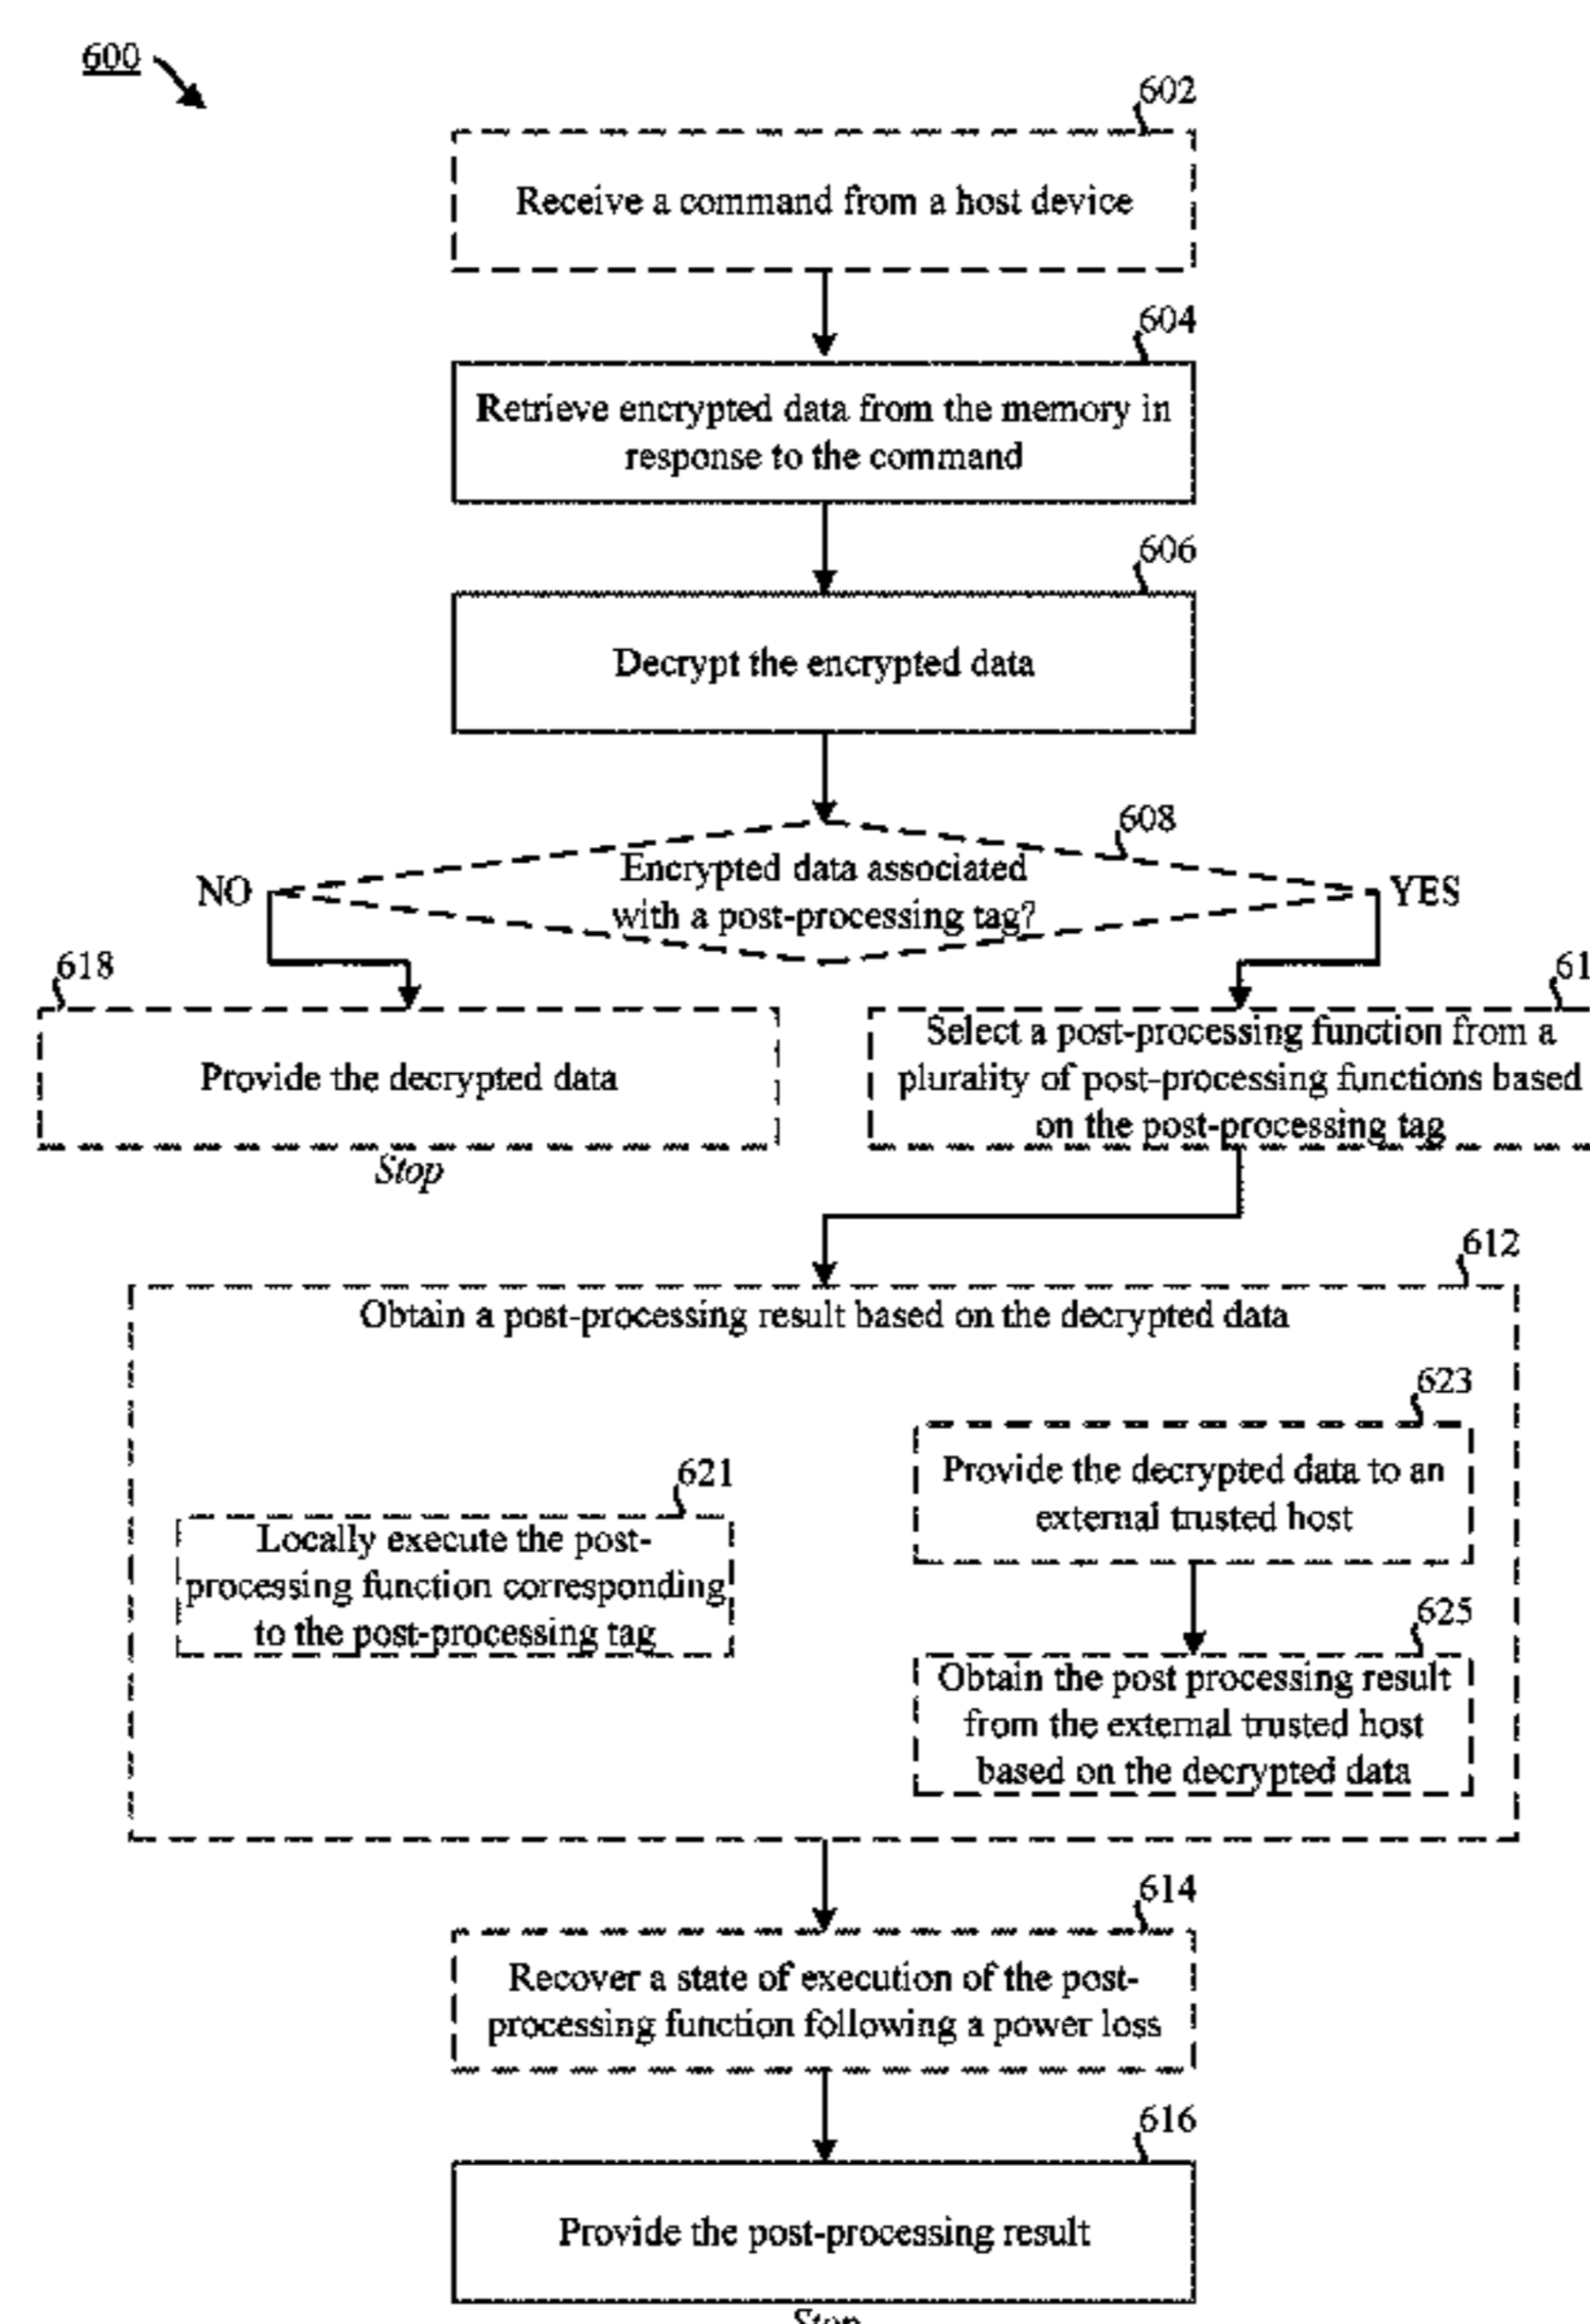 600
602
Receive a command from a host device
604
Retrieve encrypted data from the memory in
response to the command
606
Decrypt the encrypted data
608
Encrypted data associated
with a post-processing tag?
NO
YES
618
Provide the decrypted data
Stop
61
Select a post-processing function from a
plurality of post-processing functions based
on the post-processing tag
612
Obtain a post-processing result based on the decrypted data
621
Locally execute the post-
processing function corresponding
to the post-processing tag
623
Provide the decrypted data to an
external trusted host
625
Obtain the post processing result
from the external trusted host
based on the decrypted data
614
Recover a state of execution of the post-
processing function following a power loss
616
Provide the post-processing result
Stop